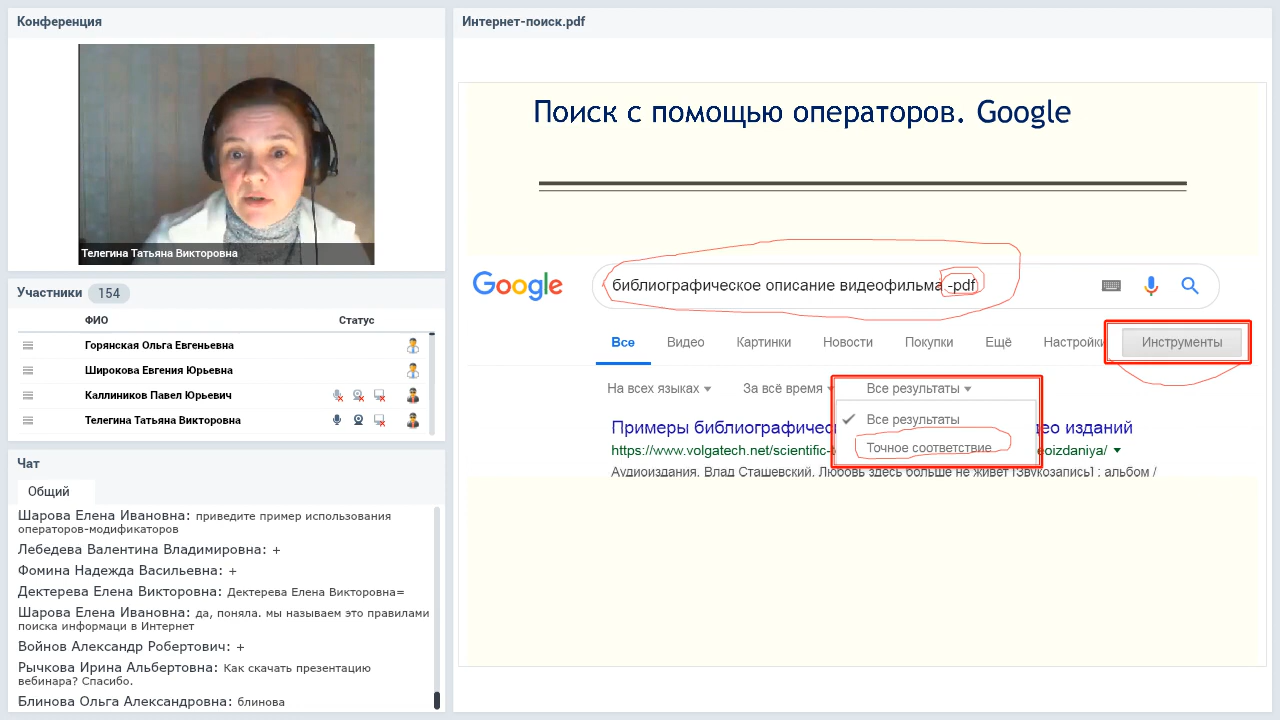 Конференция
Телегина Татьяна Викторовна
Участники 154
ФИО Статус
Горянская Ольга Евгеньевна
Широкова Евгения Юрьевна
Каллиников Павел Юрьевич
Телегина Татьяна Викторовна
Чат
Общий
Шарова Елена Ивановна: приведите пример использования
операторов-модификаторов
Лебедева Валентина Владимировна: +
Фомина Надежда Васильевна: +
Дектерева Елена Викторовна: Дектерева Елена Викторовна=
Шарова Елена Ивановна: да, поняла. мы называем это правилами
поиска информаци в Интернет
Войнов Александр Робертович: +
Рычкова Ирина Альбертовна: Как скачать презентацию
вебинара? Спасибо.
Блинова Ольга Александровна: блинова
Интернет-поиск.pdf
Поиск с помощью операторов. Google
Google библиографическое описание видеофильма -pdf
Все Видео Картинки Новости Покупки Ещё Настройки Инструменты
На всех языках За всё время Все результаты
Все результаты
Точное соответствие
Примеры библиографичес ео изданий
https://www.volgatech.net/scientific- eoizdaniya/
Аудиоиздания. Влад Сташевский. Любовь здесь больше не живет [Звукозапись] : альбом /